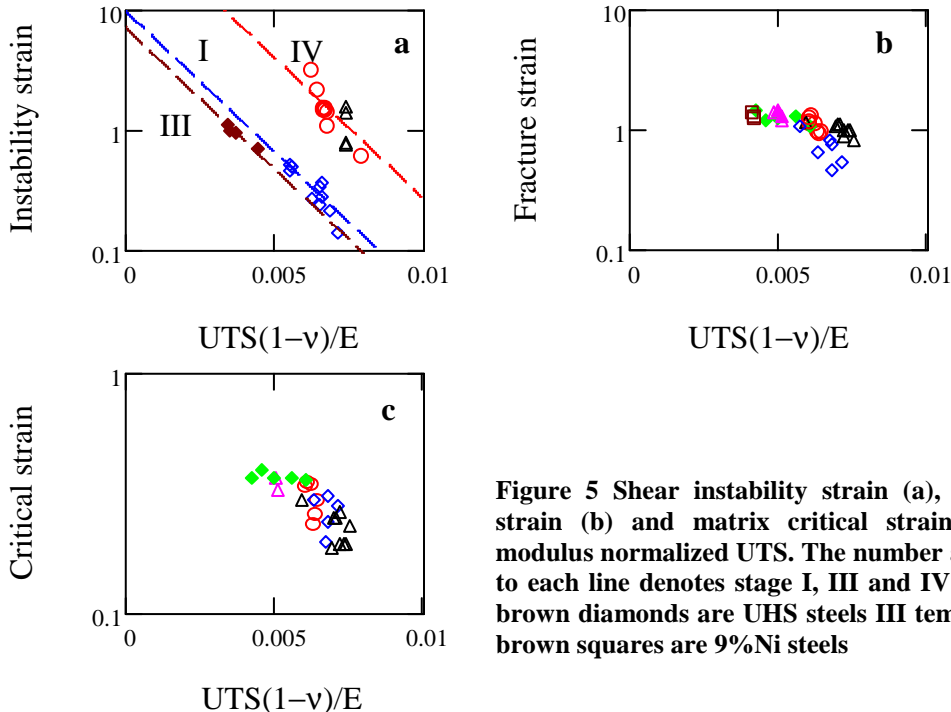 10
a
I
IV
III
1
0.1
0
0.005
0.01
Instability strain
UTS(1−ν)/E
10
b
1
0.1
0
0.005
0.01
Fracture strain
UTS(1−ν)/E
1
c
0.1
0
0.005
0.01
Critical strain
UTS(1−ν)/E
Figure 5 Shear instability strain (a),
strain (b) and matrix critical strain
modulus normalized UTS. The number
to each line denotes stage I, III and IV
brown diamonds are UHS steels III tem
brown squares are 9%Ni steels